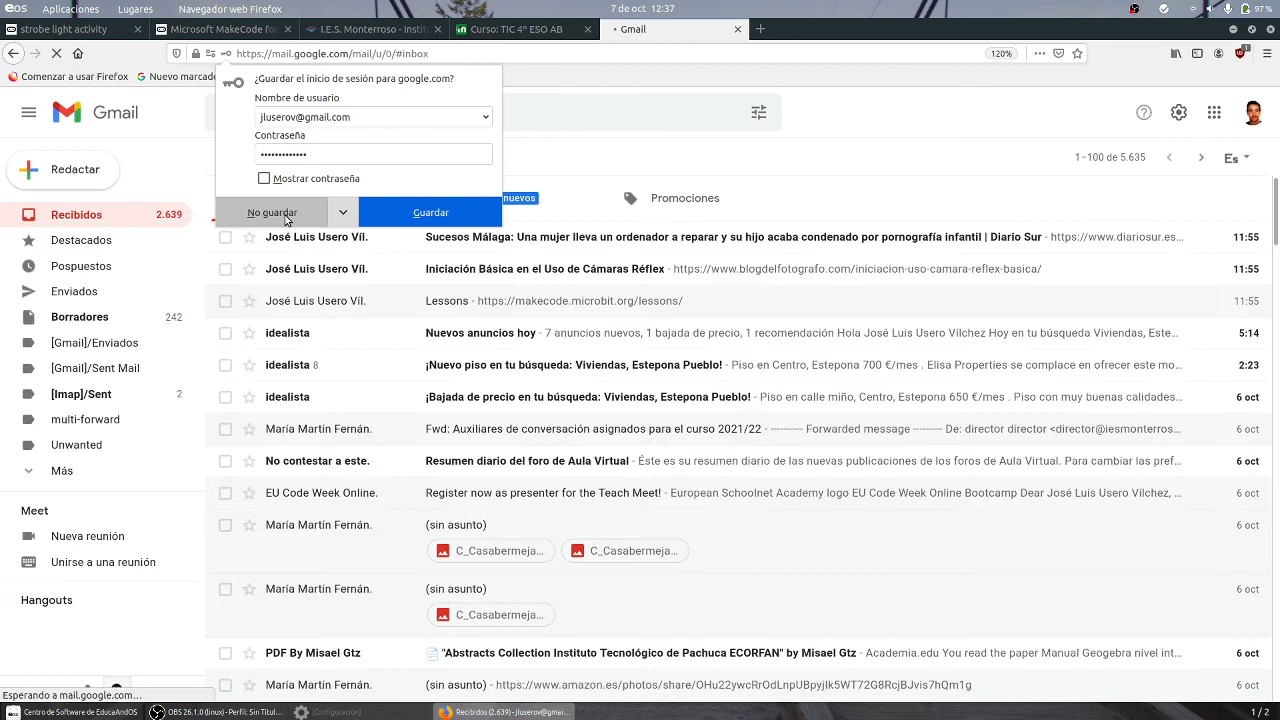 Aplicaciones Lugares Navegador web Firefox 7 de oct 12:37 97 %
strobe light activity Microsoft MakeCode for I.E.S. Monterroso - Instit Curso: TIC 4º ESO AB Gmail
https://mail.google.com/mail/u/0/#inbox 120%
Comenzar a usar Firefox Nuevo marcado
¿Guardar el inicio de sesión para google.com?
Nombre de usuario
jluserov@gmail.com
Contraseña
•••••••••••••
Mostrar contraseña
No guardar Guardar
Gmail
Redactar
1–100 de 5.635 Es
Recibidos 2.639
Destacados
Pospuestos
Enviados
Borradores 242
[Gmail]/Enviados
[Gmail]/Sent Mail
[Imap]/Sent 2
multi-forward
Unwanted
Más
Meet
Nueva reunión
Unirse a una reunión
Hangouts
nuevos Promociones
José Luis Usero Víl. Sucesos Málaga: Una mujer lleva un ordenador a reparar y su hijo acaba condenado por pornografía infantil | Diario Sur - https://www.diariosur.es... 11:55
José Luis Usero Víl. Iniciación Básica en el Uso de Cámaras Réflex - https://www.blogdelfotografo.com/iniciacion-uso-camara-reflex-basica/ 11:55
José Luis Usero Víl. Lessons - https://makecode.microbit.org/lessons/ 11:55
idealista Nuevos anuncios hoy - 7 anuncios nuevos, 1 bajada de precio, 1 recomendación Hola José Luis Usero Vílchez Hoy en tu búsqueda Viviendas, Este... 5:14
idealista 8 ¡Nuevo piso en tu búsqueda: Viviendas, Estepona Pueblo! - Piso en Centro, Estepona 700 €/mes . Elisa Properties se complace en ofrecer este mo... 2:23
idealista ¡Bajada de precio en tu búsqueda: Viviendas, Estepona Pueblo! - Piso en calle miño, Centro, Estepona 650 €/mes . Piso con muy buenas calidades... 6 oct
María Martín Fernán. Fwd: Auxiliares de conversación asignados para el curso 2021/22 - ---------- Forwarded message --------- De: director director <director@iesmonterros... 6 oct
No contestar a este. Resumen diario del foro de Aula Virtual - Éste es su resumen diario de las nuevas publicaciones de los foros de Aula Virtual. Para cambiar las pref... 6 oct
EU Code Week Online. Register now as presenter for the Teach Meet! - European Schoolnet Academy logo EU Code Week Online Bootcamp Dear José Luis Usero Vílchez, ... 6 oct
María Martín Fernán. (sin asunto) 6 oct
C_Casabermeja... C_Casabermeja...
María Martín Fernán. (sin asunto) 6 oct
C_Casabermeja...
PDF By Misael Gtz "Abstracts Collection Instituto Tecnológico de Pachuca ECORFAN" by Misael Gtz - Academia.edu You read the paper Manual Geogebra nivel int... 6 oct
María Martín Fernán. (sin asunto) - https://www.amazon.es/photos/share/ 6 oct
Esperando a mail.google.com...
Centro de Software de EducaAndOS OBS 26.1.0 (linux) - Perfil: Sin Titul... [Configuración] Recibidos (2.639) - jluserov@gmai... 1 / 2